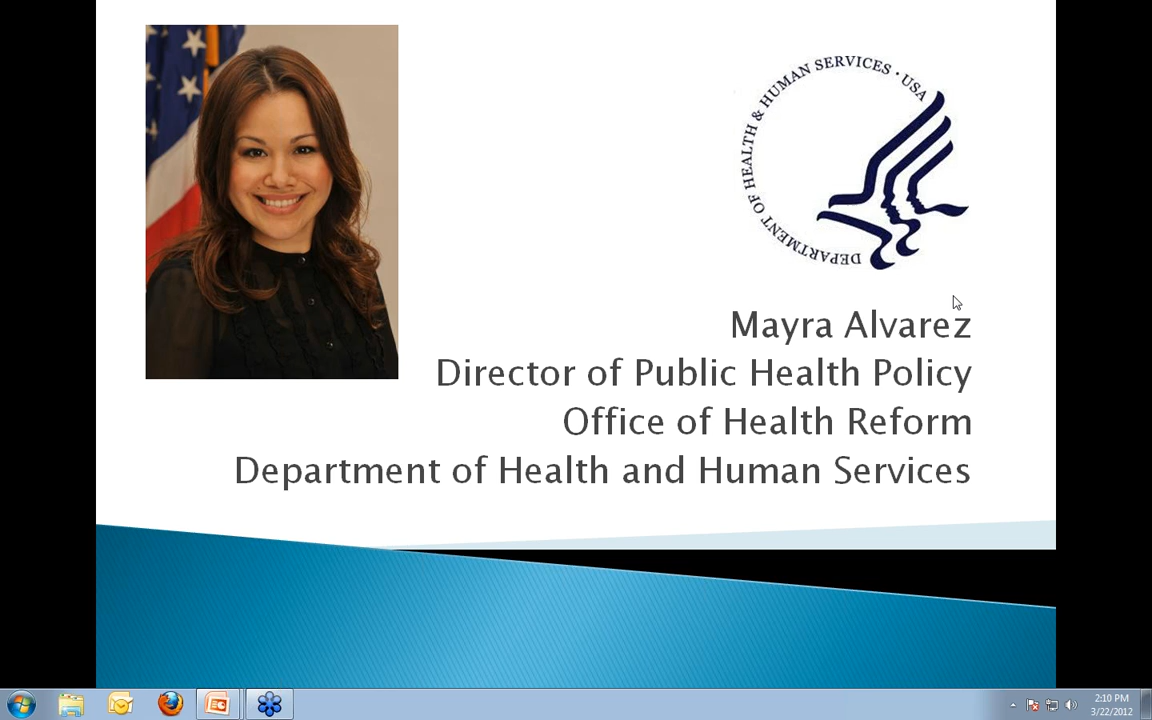 DEPARTMENT OF HEALTH & HUMAN SERVICES • USA
Mayra Alvarez
Director of Public Health Policy
Office of Health Reform
Department of Health and Human Services
2:10 PM
3/22/2012